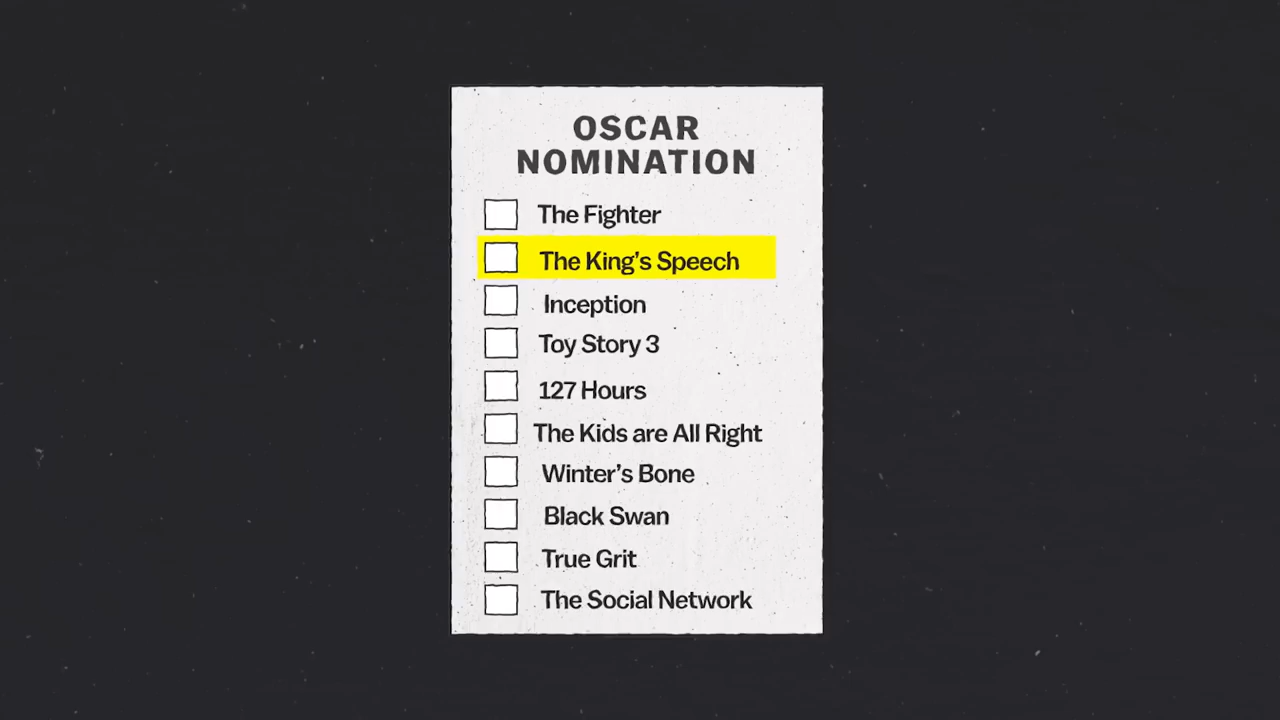 OSCAR
NOMINATION
The Fighter
The King’s Speech
Inception
Toy Story 3
127 Hours
The Kids are All Right
Winter’s Bone
Black Swan
True Grit
The Social Network